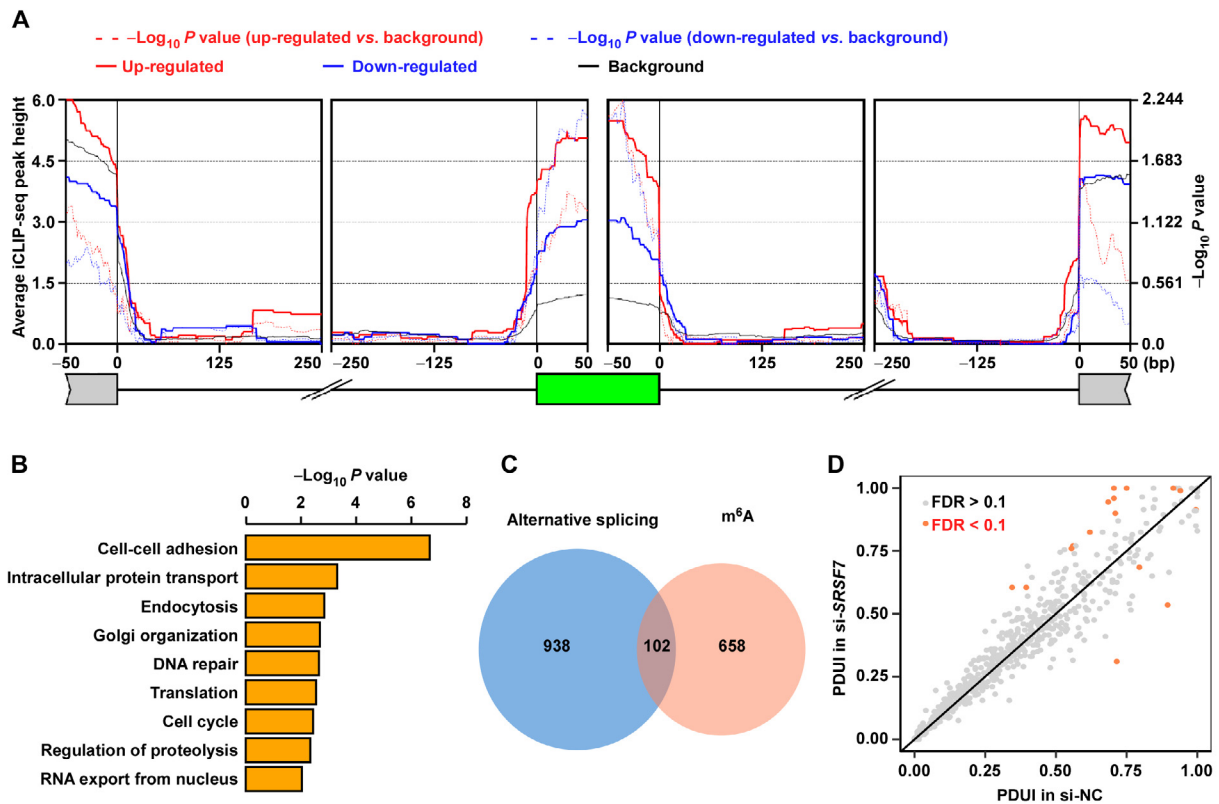 A
–Log10 P value (up-regulated vs. background)
–Log10 P value (down-regulated vs. background)
Up-regulated
Down-regulated
Background
Average iCLIP-seq peak height
6.0
4.5
3.0
1.5
0.0
2.244
1.683
1.122
0.561
0.0
–Log10 P value
–50
0
125
250
–250
–125
0
50
–50
0
125
250
–250
–125
0
50
(bp)
B
–Log10 P value
0
2
4
6
8
Cell-cell adhesion
Intracellular protein transport
Endocytosis
Golgi organization
DNA repair
Translation
Cell cycle
Regulation of proteolysis
RNA export from nucleus
C
Alternative splicing
m⁶A
938
102
658
D
FDR > 0.1
FDR < 0.1
PDUI in si-SRSF7
1.00
0.75
0.50
0.25
0.00
0.00
0.25
0.50
0.75
1.00
PDUI in si-NC